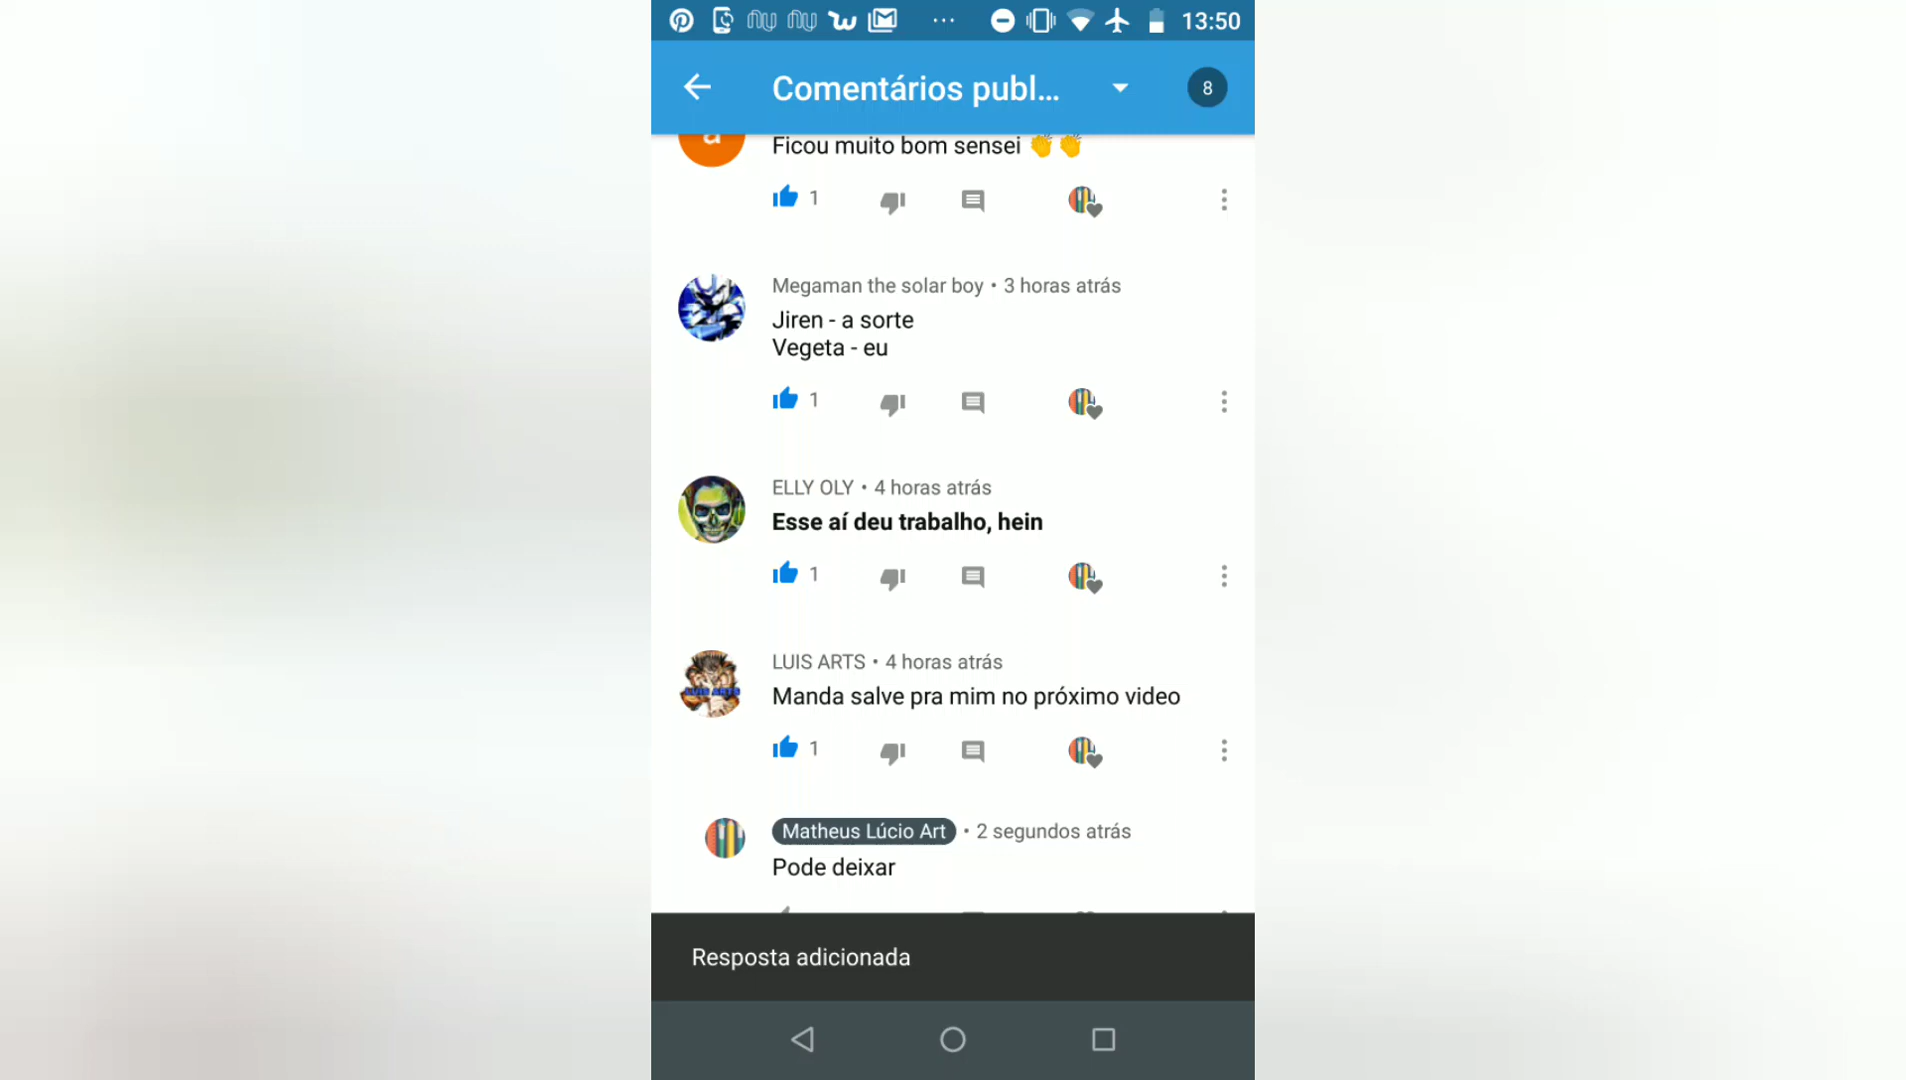 13:50
Comentários publ...
8
a
Ficou muito bom sensei 👏👏
1
Megaman the solar boy • 3 horas atrás
Jiren - a sorte
Vegeta - eu
1
ELLY OLY • 4 horas atrás
Esse aí deu trabalho, hein
1
LUIS ARTS • 4 horas atrás
Manda salve pra mim no próximo video
1
LUIS ARTS
Matheus Lúcio Art • 2 segundos atrás
Pode deixar
Resposta adicionada